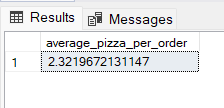 Results Messages
average_pizza_per_order
1 2.3219672131147